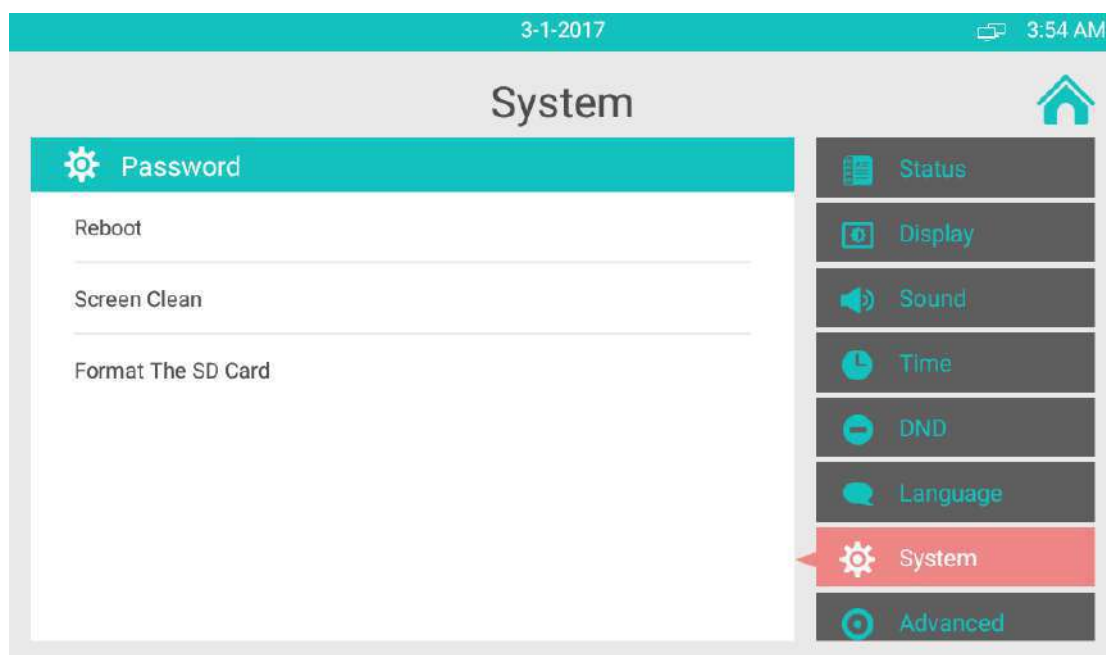 3-1-2017
3:54 AM
System
Password
Reboot
Screen Clean
Format The SD Card
Status
Display
Sound
Time
DND
Language
System
Advanced